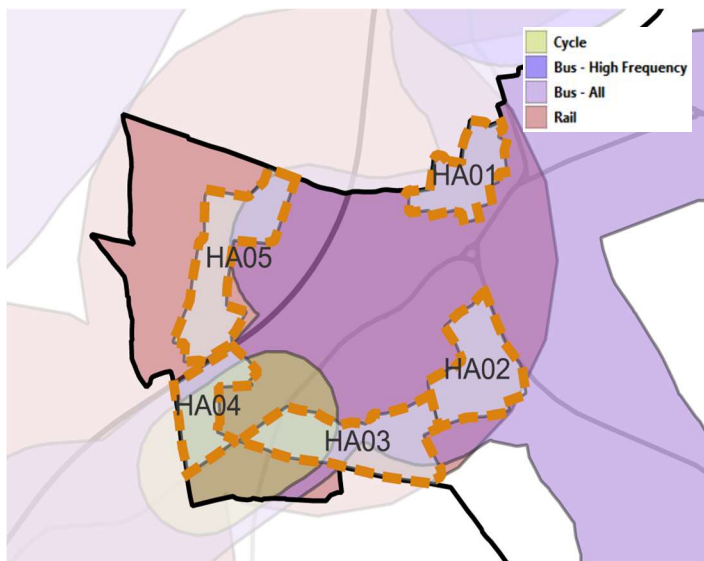 Cycle
Bus - High Frequency
Bus - All
Rail
HA01
HA05
HA02
HA04
HA03